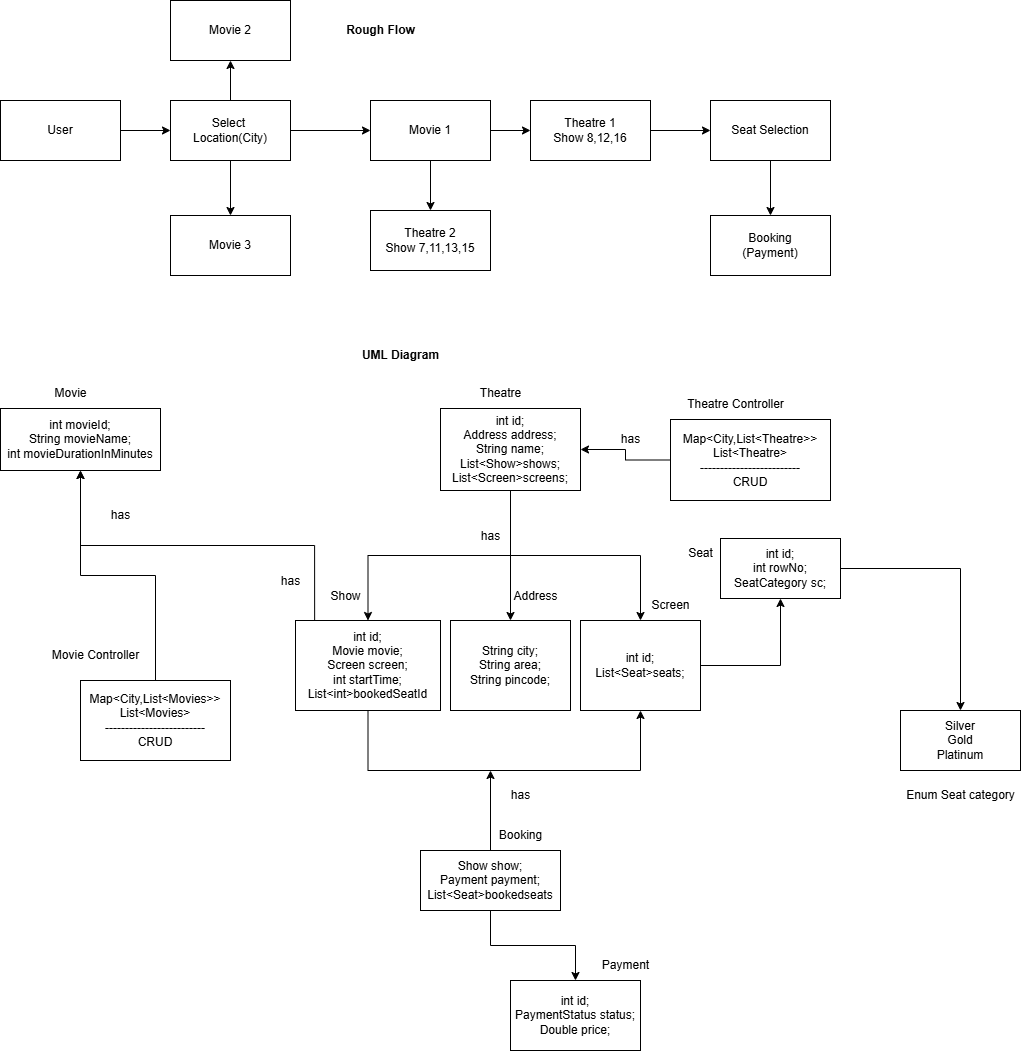 Movie 2
Rough Flow
User
Select
Location(City)
Movie 1
Theatre 1
Show 8,12,16
Seat Selection
Movie 3
Theatre 2
Show 7,11,13,15
Booking
(Payment)
UML Diagram
Movie
int movieId;
String movieName;
int movieDurationInMinutes
Theatre
int id;
Address address;
String name;
List<Show>shows;
List<Screen>screens;
has
Theatre Controller
Map<City,List<Theatre>>
List<Theatre>
-------------------------
CRUD
has
has
has
Seat
int id;
int rowNo;
SeatCategory sc;
Show
int id;
Movie movie;
Screen screen;
int startTime;
List<int>bookedSeatId
Address
String city;
String area;
String pincode;
Screen
int id;
List<Seat>seats;
Movie Controller
Map<City,List<Movies>>
List<Movies>
-------------------------
CRUD
Silver
Gold
Platinum
Enum Seat category
has
Booking
Show show;
Payment payment;
List<Seat>bookedseats
Payment
int id;
PaymentStatus status;
Double price;